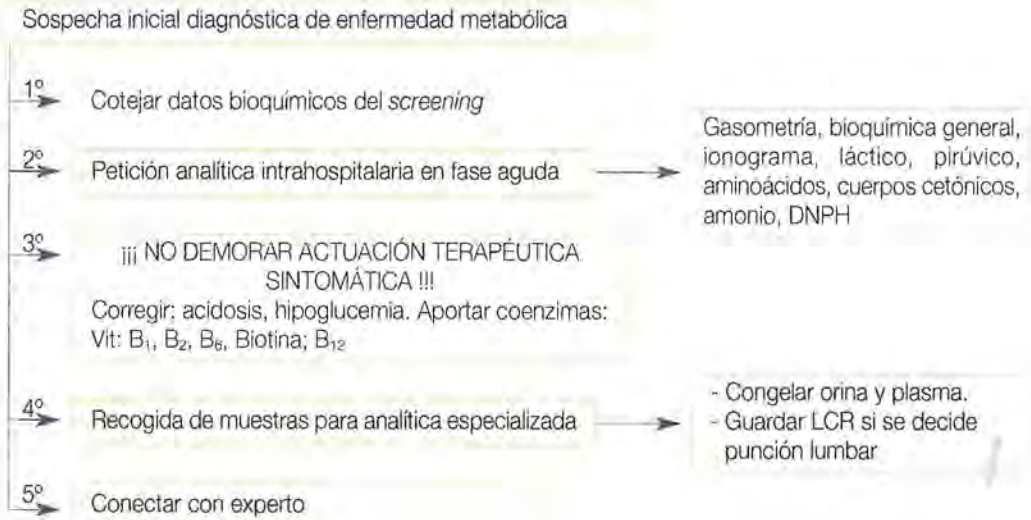 Sospecha inicial diagnóstica de enfermedad metabólica
1º
Cotejar datos bioquímicos del screening
2º
Petición analítica intrahospitalaria en fase aguda
Gasometría, bioquímica general,
ionograma, láctico, pirúvico,
aminoácidos, cuerpos cetónicos,
amonio, DNPH
3º
¡¡¡ NO DEMORAR ACTUACIÓN TERAPÉUTICA
SINTOMÁTICA !!!
Corregir: acidosis, hipoglucemia. Aportar coenzimas:
Vit: B₁, B₂, B₆, Biotina; B₁₂
4º
Recogida de muestras para analítica especializada
- Congelar orina y plasma.
- Guardar LCR si se decide
punción lumbar
5º
Conectar con experto